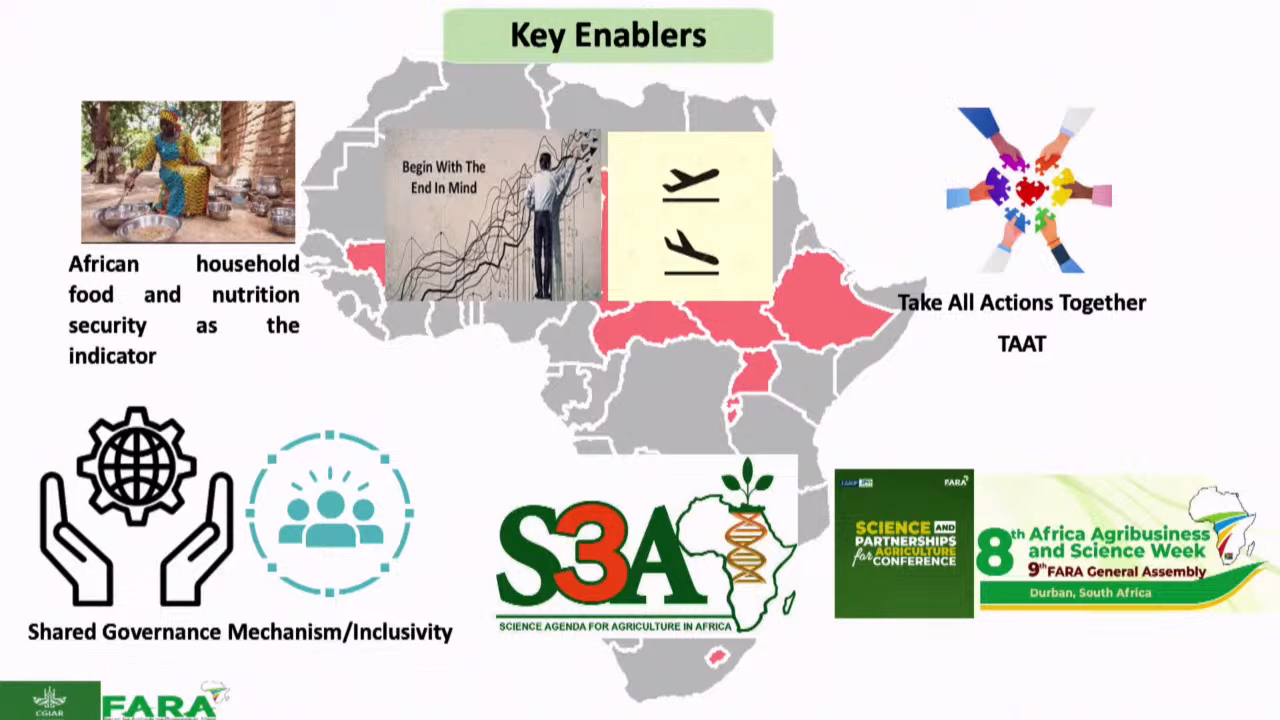 Key Enablers
Begin With The
End In Mind
African household
food and nutrition
security as the
indicator
Take All Actions Together
TAAT
Shared Governance Mechanism/Inclusivity
S3A
SCIENCE AGENDA FOR AGRICULTURE IN AFRICA
FARA
SCIENCE AND
PARTNERSHIPS
for AGRICULTURE
CONFERENCE
8th Africa Agribusiness
and Science Week
9th FARA General Assembly
Durban, South Africa
CGIAR
FARA